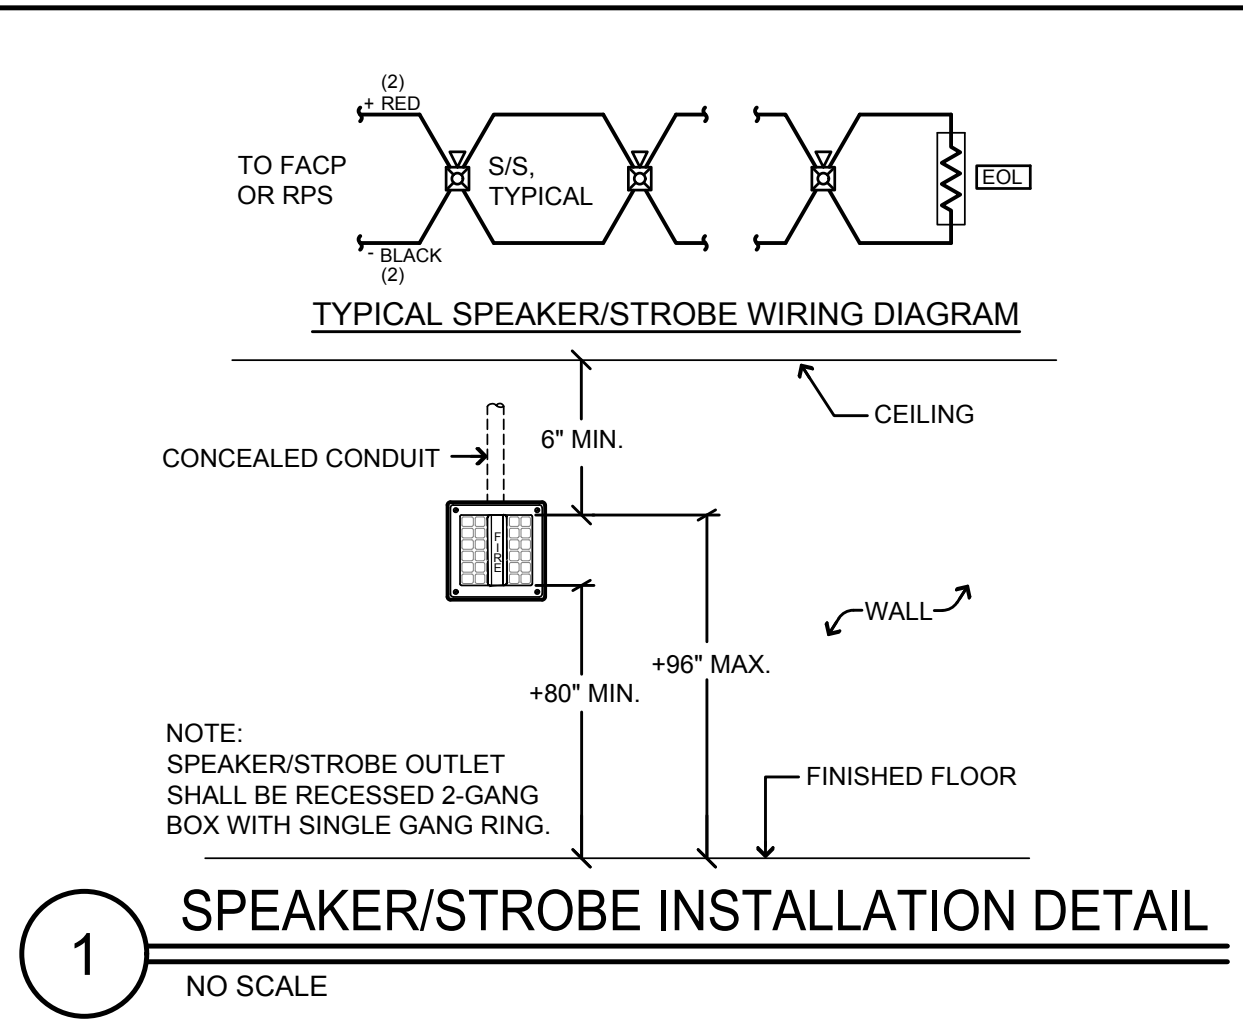 (2)
+ RED
TO FACP
OR RPS
S/S,
TYPICAL
EOL
- BLACK
(2)
TYPICAL SPEAKER/STROBE WIRING DIAGRAM
CEILING
6" MIN.
CONCEALED CONDUIT
FIRE
WALL
+96" MAX.
+80" MIN.
NOTE:
SPEAKER/STROBE OUTLET
SHALL BE RECESSED 2-GANG
BOX WITH SINGLE GANG RING.
FINISHED FLOOR
1
SPEAKER/STROBE INSTALLATION DETAIL
NO SCALE